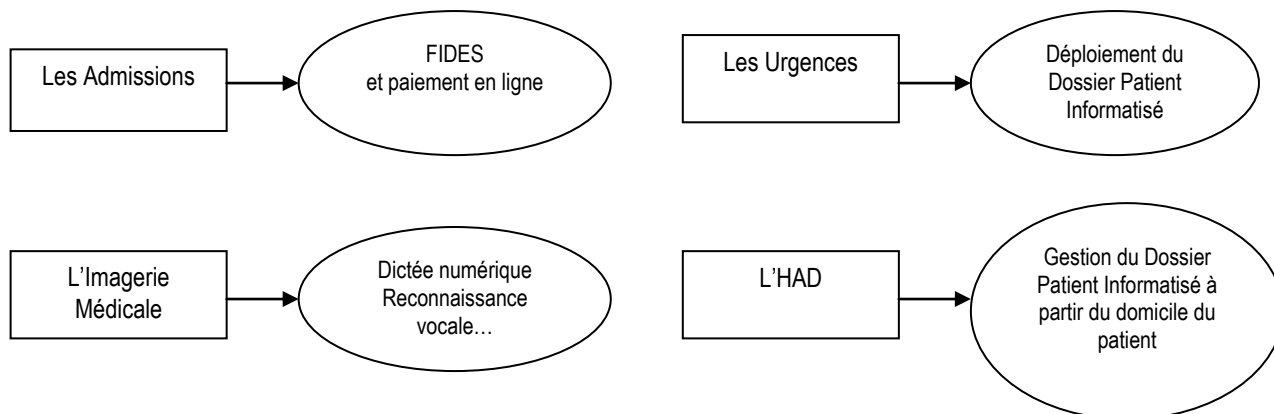 Les Admissions
FIDES
et paiement en ligne
Les Urgences
Déploiement du
Dossier Patient
Informatisé
L’Imagerie
Médicale
Dictée numérique
Reconnaissance
vocale…
L’HAD
Gestion du Dossier
Patient Informatisé à
partir du domicile du
patient